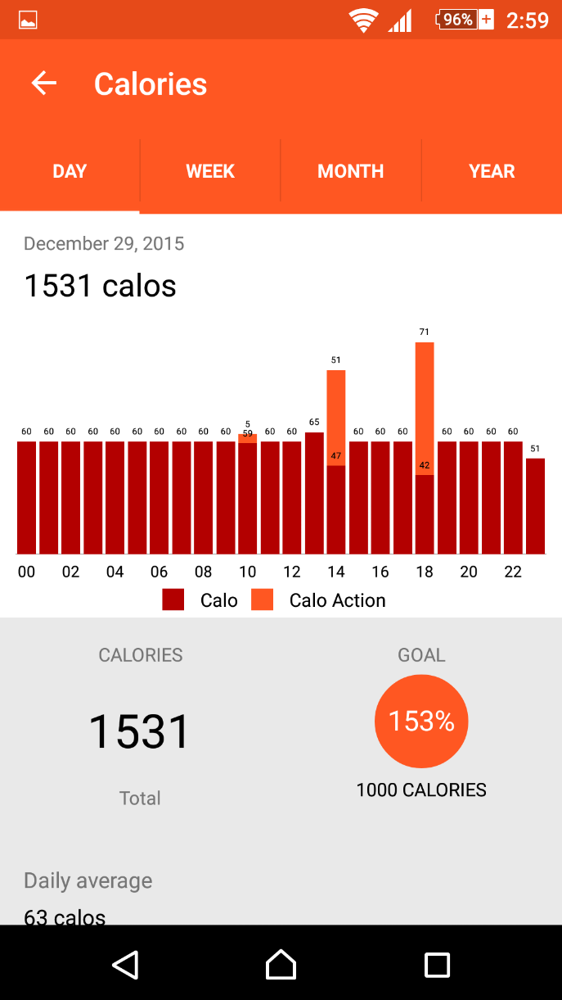 96% 2:59
Calories
DAY WEEK MONTH YEAR
December 29, 2015
1531 calos
71
51
5
60 60 60 60 60 60 60 60 60 60 59 60 60 65 60 60 60 60 60 60 60
51
47
42
00 02 04 06 08 10 12 14 16 18 20 22
Calo Calo Action
CALORIES GOAL
1531 153%
1000 CALORIES
Total
Daily average
63 calos